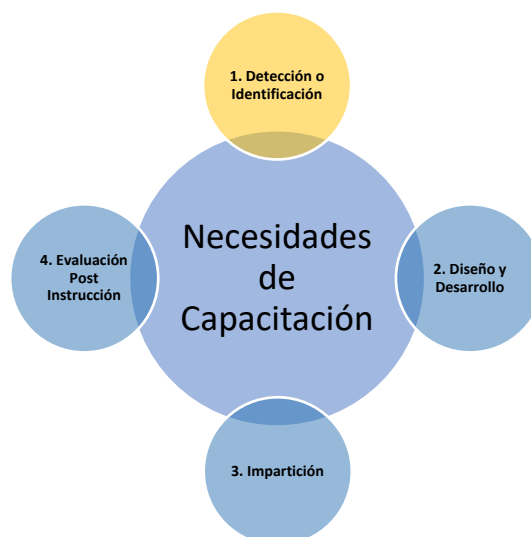 1. Detección o
Identificación
Necesidades
de
Capacitación
2. Diseño y
Desarrollo
3. Impartición
4. Evaluación
Post
Instrucción